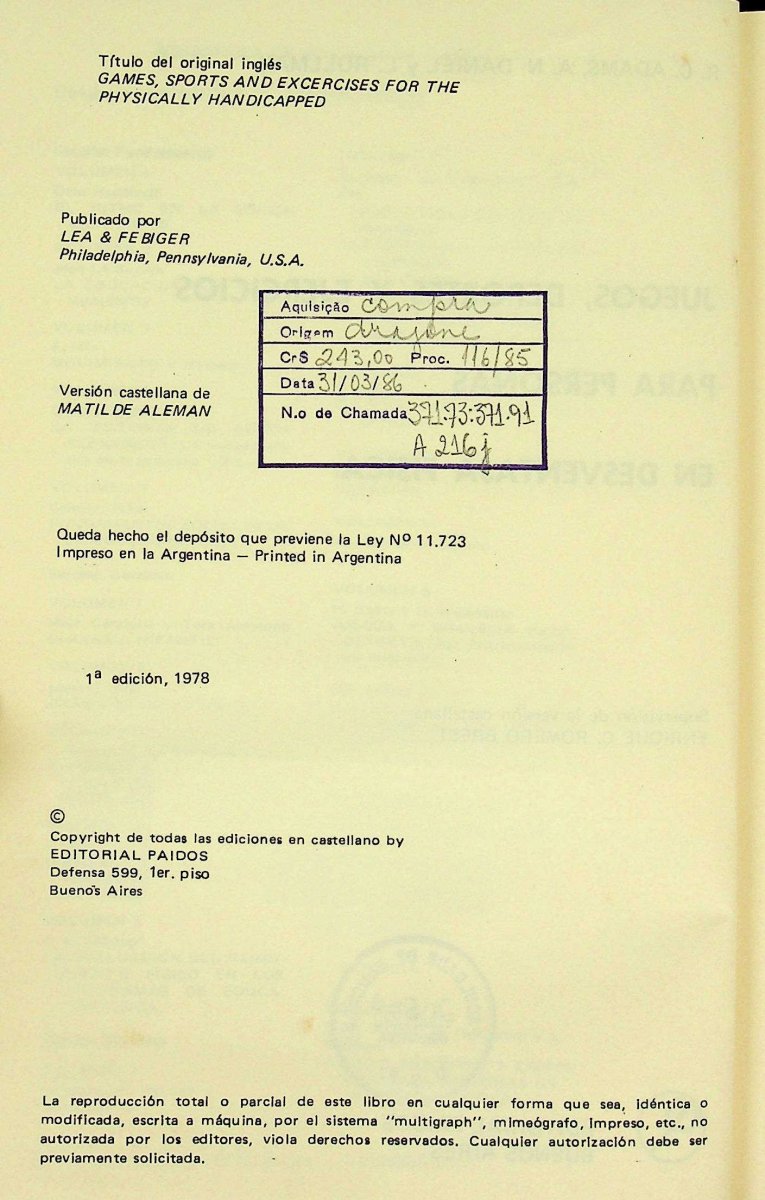 Título del original inglés
GAMES, SPORTS AND EXCERCISES FOR THE
PHYSICALLY HANDICAPPED
Publicado por
LEA & FEBIGER
Philadelphia, Pennsylvania, U.S.A.
Aquisição compra
Origem
Cr$ 243,00 Proc. 116/85
Data 31/03/86
N.o de Chamada 371.73:371.91
A 216j
Versión castellana de
MATILDE ALEMAN
Queda hecho el depósito que previene la Ley Nº 11.723
Impreso en la Argentina — Printed in Argentina
1ª edición, 1978
©
Copyright de todas las ediciones en castellano by
EDITORIAL PAIDOS
Defensa 599, 1er. piso
Buenos Aires
La reproducción total o parcial de este libro en cualquier forma que sea, idéntica o
modificada, escrita a máquina, por el sistema "multigraph", mimeógrafo, impreso, etc., no
autorizada por los editores, viola derechos reservados. Cualquier autorización debe ser
previamente solicitada.